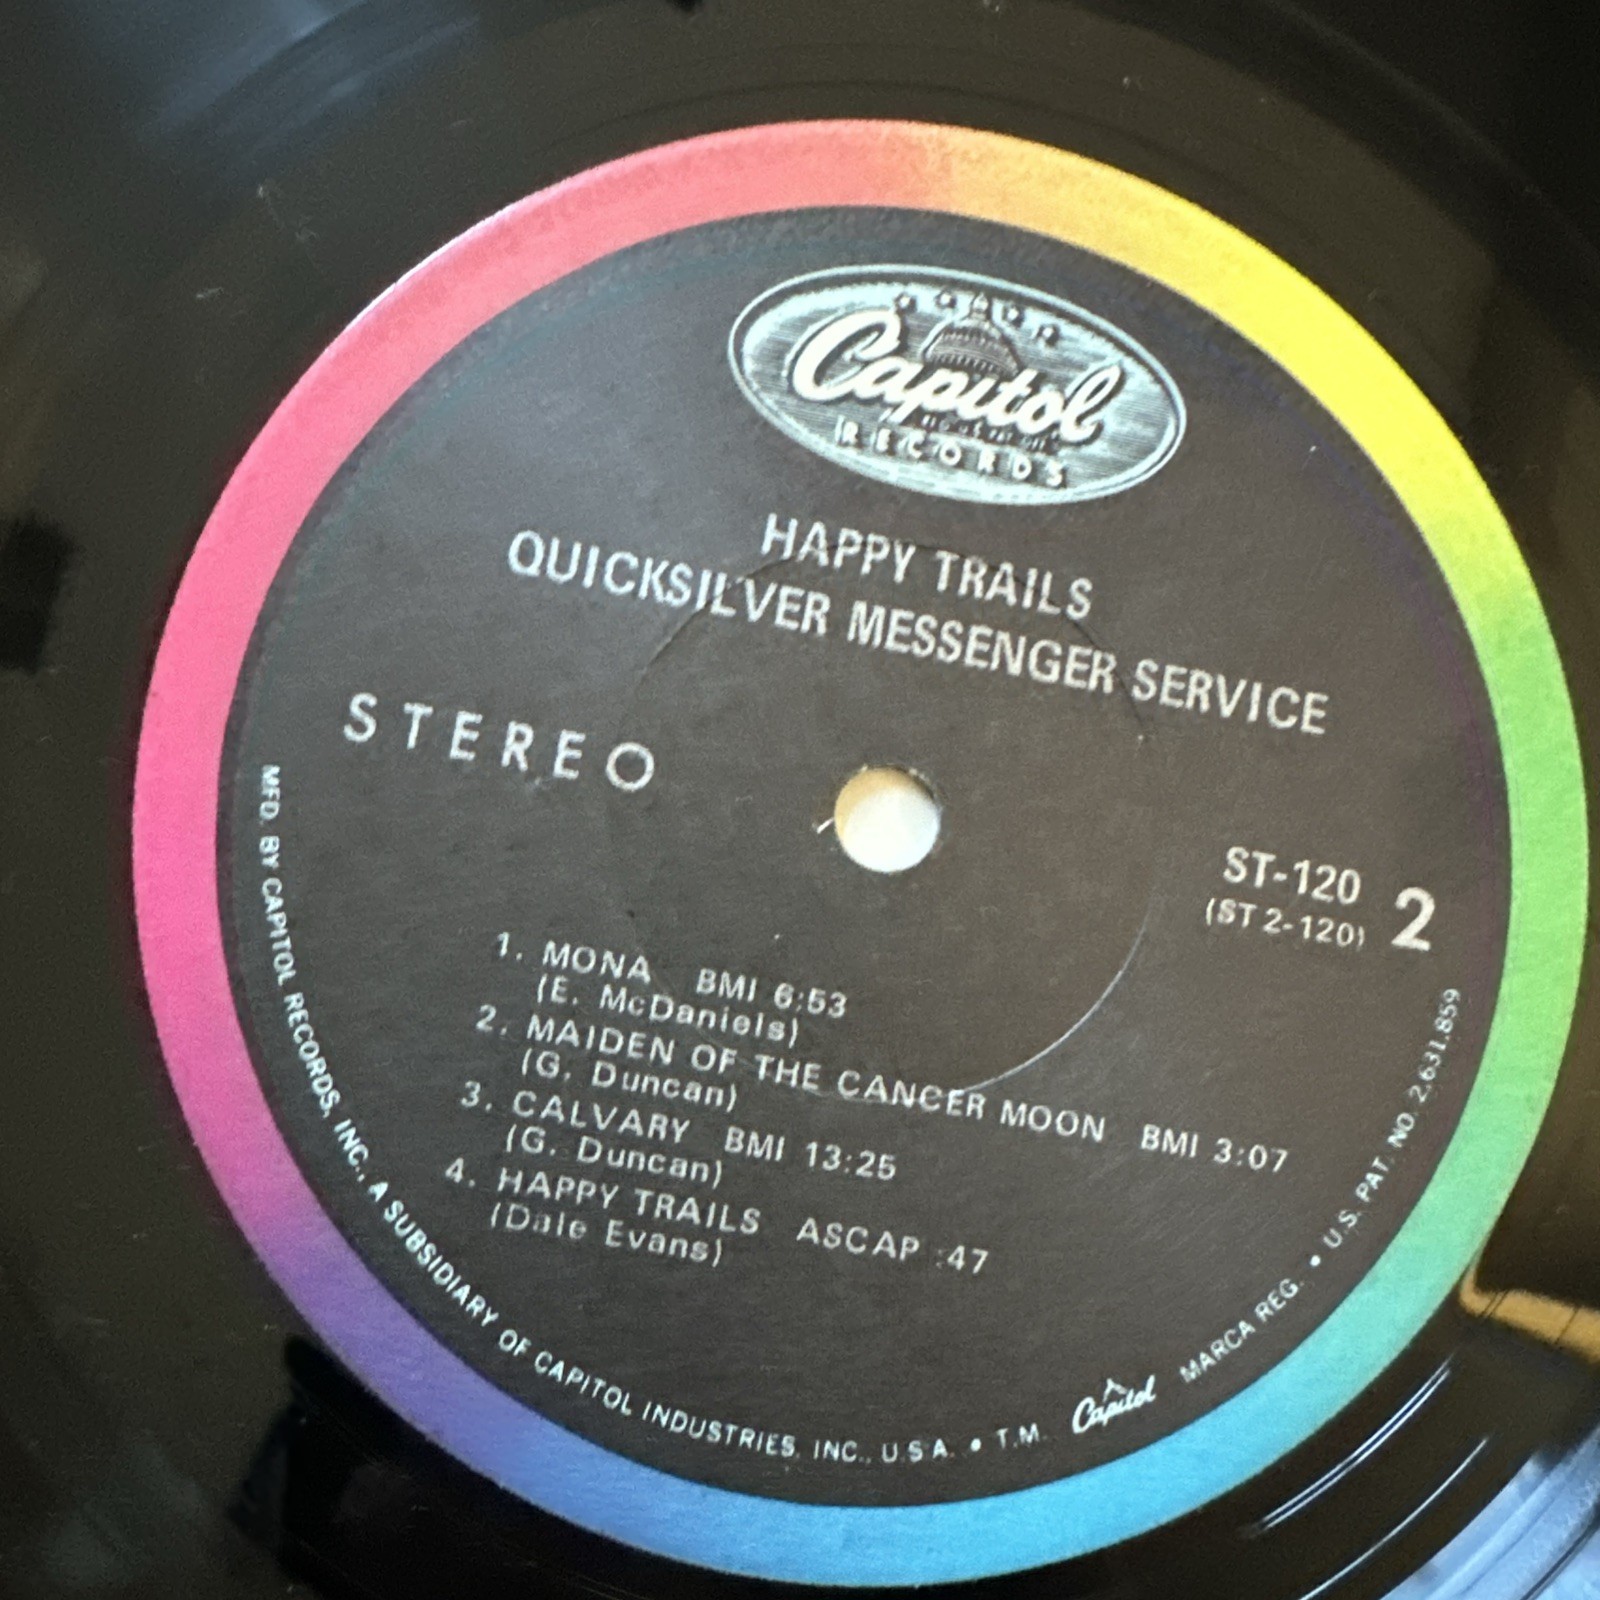 Capitol
RECORDS
HAPPY TRAILS
QUICKSILVER MESSENGER SERVICE
STEREO
ST-120
(ST 2-120)
2
1. MONA BMI 6:53
(E. McDaniels)
2. MAIDEN OF THE CANCER MOON BMI 3:07
(G. Duncan)
3. CALVARY BMI 13:25
(G. Duncan)
4. HAPPY TRAILS ASCAP :47
(Dale Evans)
MFD. BY CAPITOL RECORDS, INC., A SUBSIDIARY OF CAPITOL INDUSTRIES, INC., U.S.A. • T.M. Capitol MARCA REG. • U.S. PAT. NO. 2,631,859